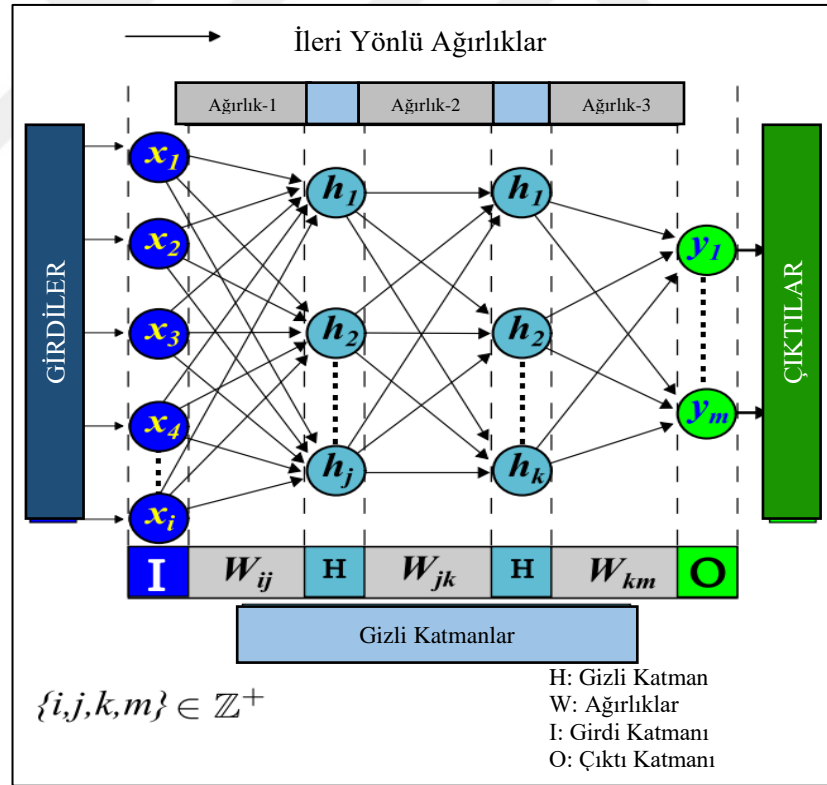 İleri Yönlü Ağırlıklar
Ağırlık-1 Ağırlık-2 Ağırlık-3
GİRDİLER
x1
x2
x3
x4
xi
h1
h2
hj
h1
h2
hk
y1
ym
ÇIKTILAR
I Wij H Wjk H Wkm O
Gizli Katmanlar
{i,j,k,m} ∈ ℤ⁺
H: Gizli Katman
W: Ağırlıklar
I: Girdi Katmanı
O: Çıktı Katmanı